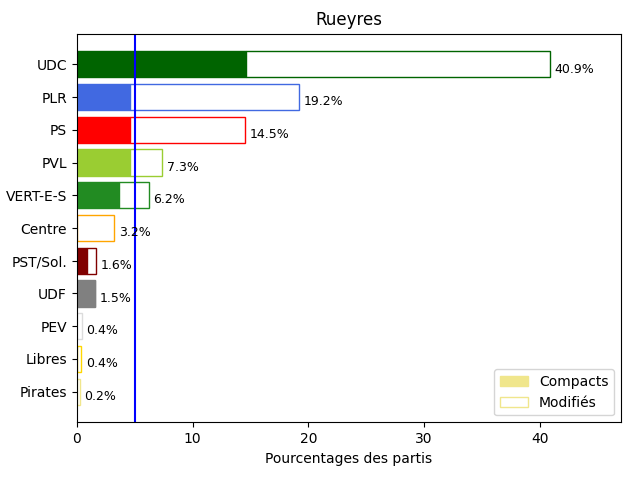 Rueyres
UDC 40.9%
PLR 19.2%
PS 14.5%
PVL 7.3%
VERT-E-S 6.2%
Centre 3.2%
PST/Sol. 1.6%
UDF 1.5%
PEV 0.4%
Libres 0.4%
Pirates 0.2%
Compacts
Modifiés
0 10 20 30 40
Pourcentages des partis